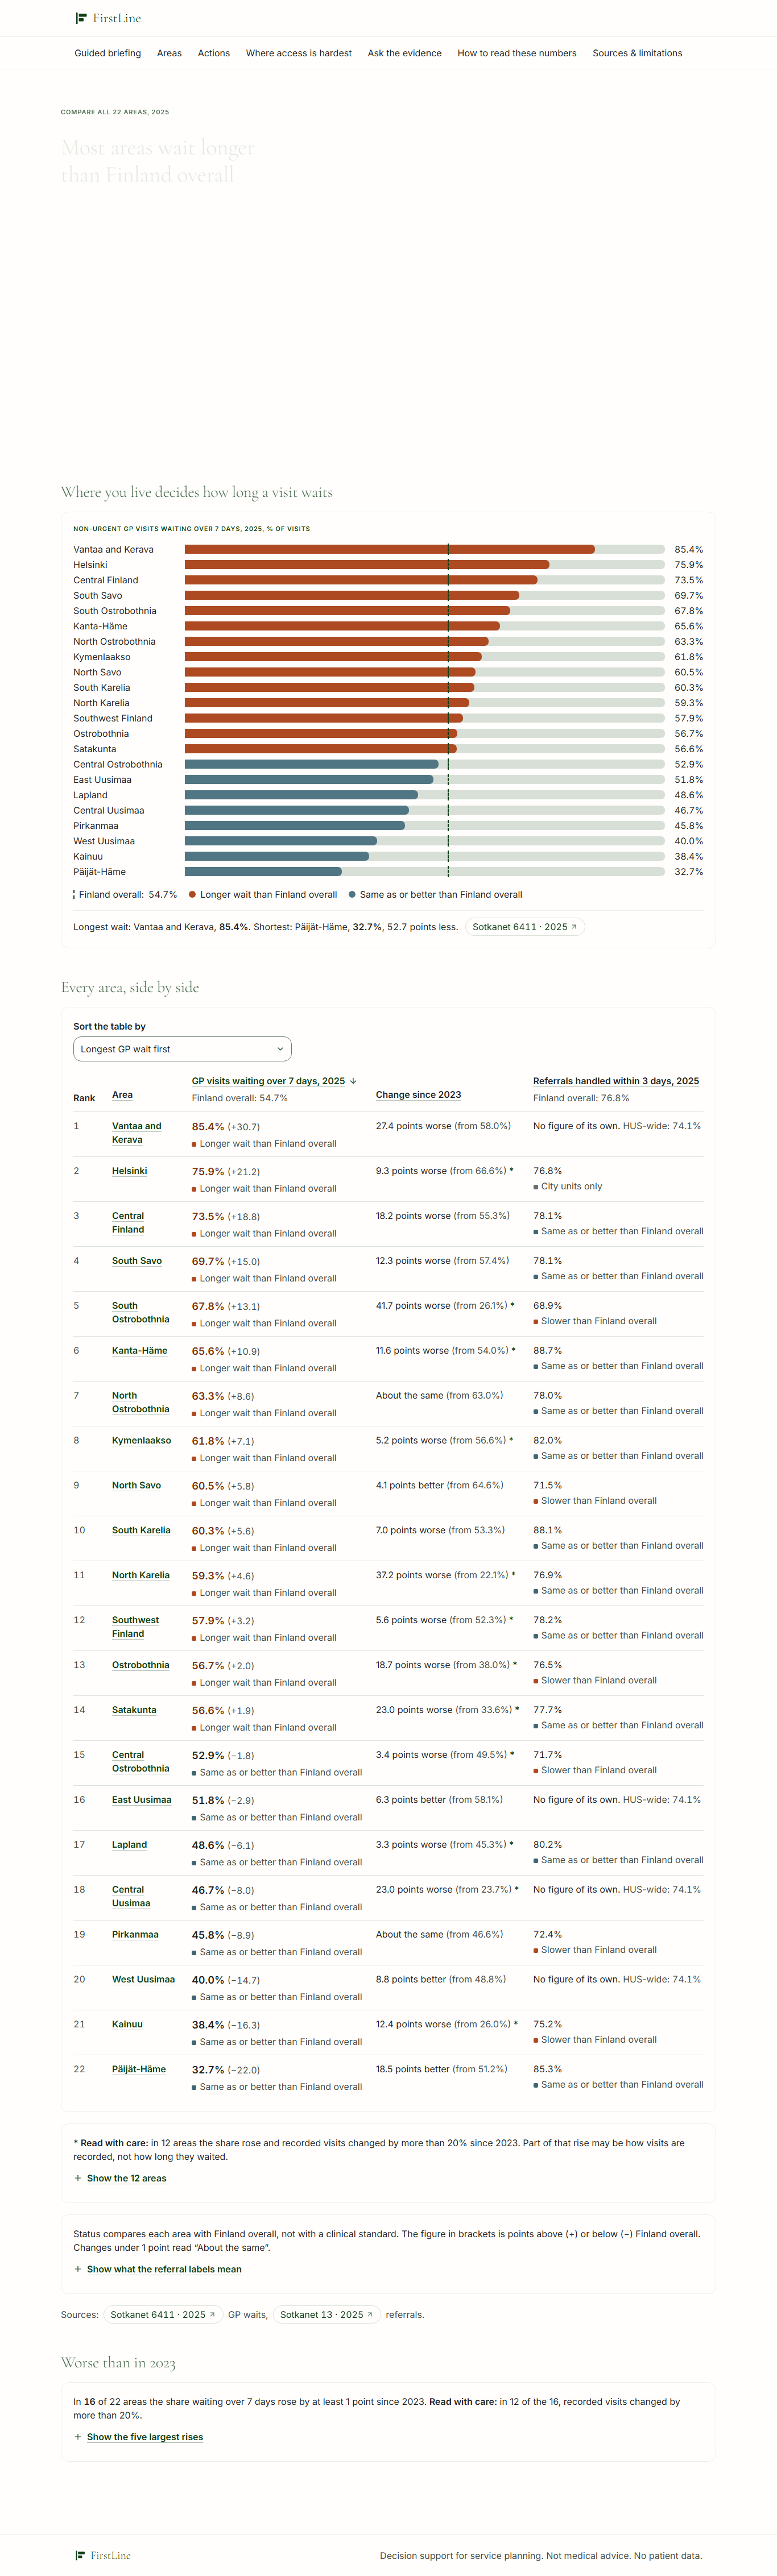 FirstLine
Guided briefing Areas Actions Where access is hardest Ask the evidence How to read these numbers Sources & limitations
COMPARE ALL 22 AREAS, 2025
Most areas wait longer
than Finland overall
Where you live decides how long a visit waits
NON-URGENT GP VISITS WAITING OVER 7 DAYS, 2025, % OF VISITS
Vantaa and Kerava 85.4%
Helsinki 75.9%
Central Finland 73.5%
South Savo 69.7%
South Ostrobothnia 67.8%
Kanta-Häme 65.6%
North Ostrobothnia 63.3%
Kymenlaakso 61.8%
North Savo 60.5%
South Karelia 60.3%
North Karelia 59.3%
Southwest Finland 57.9%
Ostrobothnia 56.7%
Satakunta 56.6%
Central Ostrobothnia 52.9%
East Uusimaa 51.8%
Lapland 48.6%
Central Uusimaa 46.7%
Pirkanmaa 45.8%
West Uusimaa 40.0%
Kainuu 38.4%
Päijät-Häme 32.7%
Finland overall: 54.7% Longer wait than Finland overall Same as or better than Finland overall
Longest wait: Vantaa and Kerava, 85.4%. Shortest: Päijät-Häme, 32.7%, 52.7 points less. Sotkanet 6411 · 2025 ↗
Every area, side by side
Sort the table by
Longest GP wait first
Rank Area GP visits waiting over 7 days, 2025 ↓ Change since 2023 Referrals handled within 3 days, 2025
Finland overall: 54.7% Finland overall: 76.8%
1 Vantaa and Kerava 85.4% (+30.7) 27.4 points worse (from 58.0%) No figure of its own. HUS-wide: 74.1%
Longer wait than Finland overall
2 Helsinki 75.9% (+21.2) 9.3 points worse (from 66.6%) * 76.8%
Longer wait than Finland overall City units only
3 Central Finland 73.5% (+18.8) 18.2 points worse (from 55.3%) 78.1%
Longer wait than Finland overall Same as or better than Finland overall
4 South Savo 69.7% (+15.0) 12.3 points worse (from 57.4%) 78.1%
Longer wait than Finland overall Same as or better than Finland overall
5 South Ostrobothnia 67.8% (+13.1) 41.7 points worse (from 26.1%) * 68.9%
Longer wait than Finland overall Slower than Finland overall
6 Kanta-Häme 65.6% (+10.9) 11.6 points worse (from 54.0%) * 88.7%
Longer wait than Finland overall Same as or better than Finland overall
7 North Ostrobothnia 63.3% (+8.6) About the same (from 63.0%) 78.0%
Longer wait than Finland overall Same as or better than Finland overall
8 Kymenlaakso 61.8% (+7.1) 5.2 points worse (from 56.6%) * 82.0%
Longer wait than Finland overall Same as or better than Finland overall
9 North Savo 60.5% (+5.8) 4.1 points better (from 64.6%) 71.5%
Longer wait than Finland overall Slower than Finland overall
10 South Karelia 60.3% (+5.6) 7.0 points worse (from 53.3%) 88.1%
Longer wait than Finland overall Same as or better than Finland overall
11 North Karelia 59.3% (+4.6) 37.2 points worse (from 22.1%) * 76.9%
Longer wait than Finland overall Same as or better than Finland overall
12 Southwest Finland 57.9% (+3.2) 5.6 points worse (from 52.3%) * 78.2%
Longer wait than Finland overall Same as or better than Finland overall
13 Ostrobothnia 56.7% (+2.0) 18.7 points worse (from 38.0%) * 76.5%
Longer wait than Finland overall Slower than Finland overall
14 Satakunta 56.6% (+1.9) 23.0 points worse (from 33.6%) * 77.7%
Longer wait than Finland overall Same as or better than Finland overall
15 Central Ostrobothnia 52.9% (−1.8) 3.4 points worse (from 49.5%) * 71.7%
Same as or better than Finland overall Slower than Finland overall
16 East Uusimaa 51.8% (−2.9) 6.3 points better (from 58.1%) No figure of its own. HUS-wide: 74.1%
Same as or better than Finland overall
17 Lapland 48.6% (−6.1) 3.3 points worse (from 45.3%) * 80.2%
Same as or better than Finland overall Same as or better than Finland overall
18 Central Uusimaa 46.7% (−8.0) 23.0 points worse (from 23.7%) * No figure of its own. HUS-wide: 74.1%
Same as or better than Finland overall
19 Pirkanmaa 45.8% (−8.9) About the same (from 46.6%) 72.4%
Same as or better than Finland overall Slower than Finland overall
20 West Uusimaa 40.0% (−14.7) 8.8 points better (from 48.8%) No figure of its own. HUS-wide: 74.1%
Same as or better than Finland overall
21 Kainuu 38.4% (−16.3) 12.4 points worse (from 26.0%) * 75.2%
Same as or better than Finland overall Slower than Finland overall
22 Päijät-Häme 32.7% (−22.0) 18.5 points better (from 51.2%) 85.3%
Same as or better than Finland overall Same as or better than Finland overall
* Read with care: in 12 areas the share rose and recorded visits changed by more than 20% since 2023. Part of that rise may be how visits are
recorded, not how long they waited.
+ Show the 12 areas
Status compares each area with Finland overall, not with a clinical standard. The figure in brackets is points above (+) or below (−) Finland overall.
Changes under 1 point read “About the same”.
+ Show what the referral labels mean
Sources: Sotkanet 6411 · 2025 ↗ GP waits, Sotkanet 13 · 2025 ↗ referrals.
Worse than in 2023
In 16 of 22 areas the share waiting over 7 days rose by at least 1 point since 2023. Read with care: in 12 of the 16, recorded visits changed by
more than 20%.
+ Show the five largest rises
FirstLine Decision support for service planning. Not medical advice. No patient data.